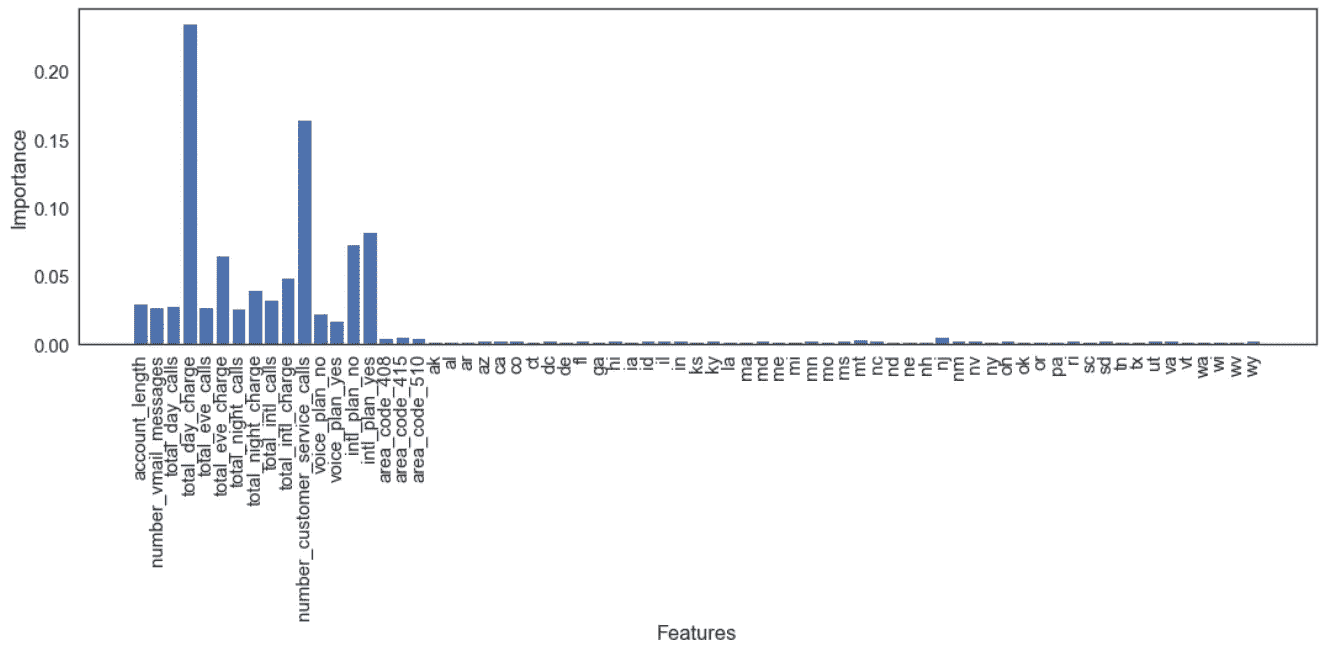 0.20
0.15
0.10
0.05
0.00
Importance
account_length
number_vmail_messages
total_day_calls
total_day_charge
total_eve_calls
total_eve_charge
total_night_calls
total_night_charge
total_intl_calls
total_intl_charge
number_customer_service_calls
voice_plan_no
voice_plan_yes
intl_plan_no
intl_plan_yes
area_code_408
area_code_415
area_code_510
ak
al
ar
az
ca
co
ct
dc
de
fl
ga
hi
ia
id
il
in
ks
ky
la
ma
md
me
mi
mn
mo
ms
mt
nc
nd
ne
nh
nj
nm
nv
ny
oh
ok
or
pa
ri
sc
sd
tn
tx
ut
va
vt
wa
wi
wv
wy
Features